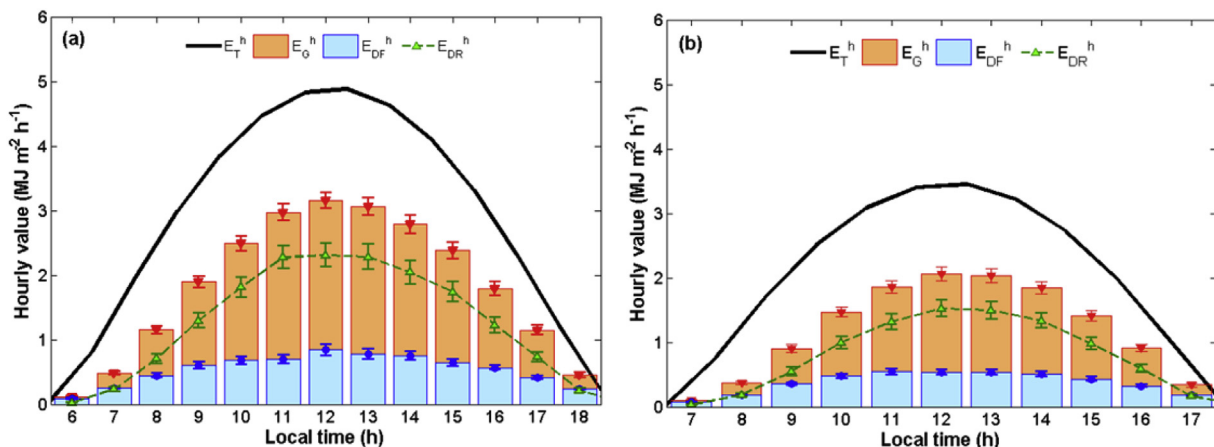 (a)
E_T^h E_G^h E_DF^h E_DR^h
Hourly value (MJ m⁻² h⁻¹)
6
5
4
3
2
1
0
6 7 8 9 10 11 12 13 14 15 16 17 18
Local time (h)
(b)
E_T^h E_G^h E_DF^h E_DR^h
Hourly value (MJ m⁻² h⁻¹)
6
5
4
3
2
1
0
7 8 9 10 11 12 13 14 15 16 17
Local time (h)